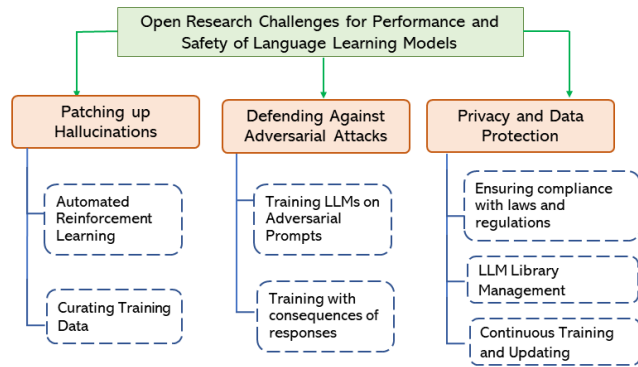 Open Research Challenges for Performance and
Safety of Language Learning Models
Patching up
Hallucinations
Automated
Reinforcement
Learning
Curating Training
Data
Defending Against
Adversarial Attacks
Training LLMs on
Adversarial
Prompts
Training with
consequences of
responses
Privacy and Data
Protection
Ensuring compliance
with laws and
regulations
LLM Library
Management
Continuous Training
and Updating